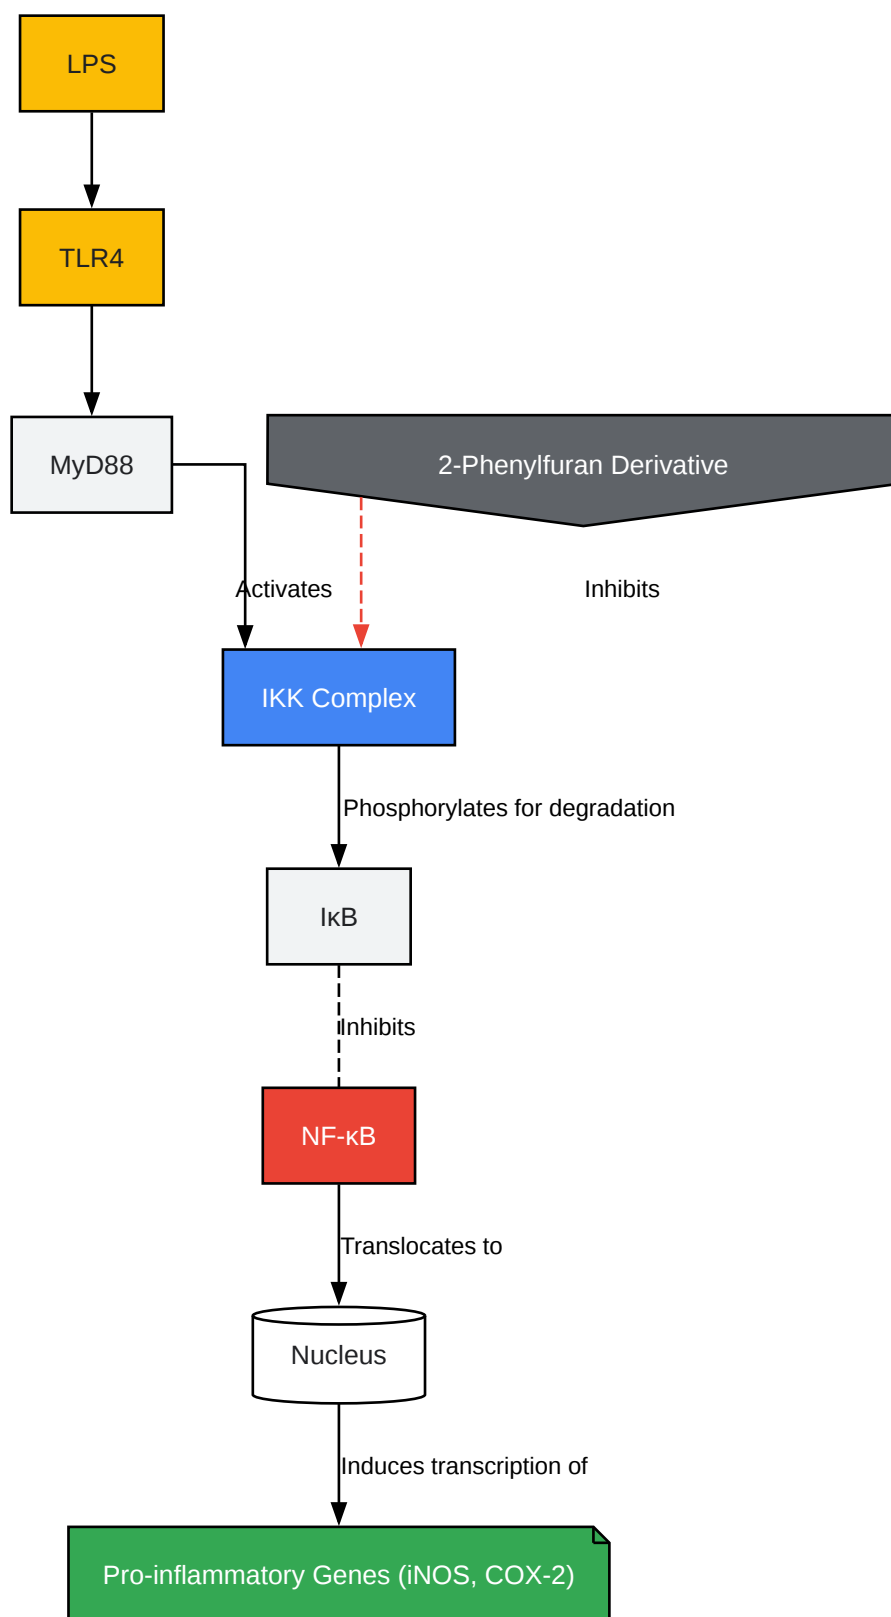 LPS
TLR4
MyD88
2-Phenylfuran Derivative
Activates
Inhibits
IKK Complex
Phosphorylates for degradation
IκB
Inhibits
NF-κB
Translocates to
Nucleus
Induces transcription of
Pro-inflammatory Genes (iNOS, COX-2)